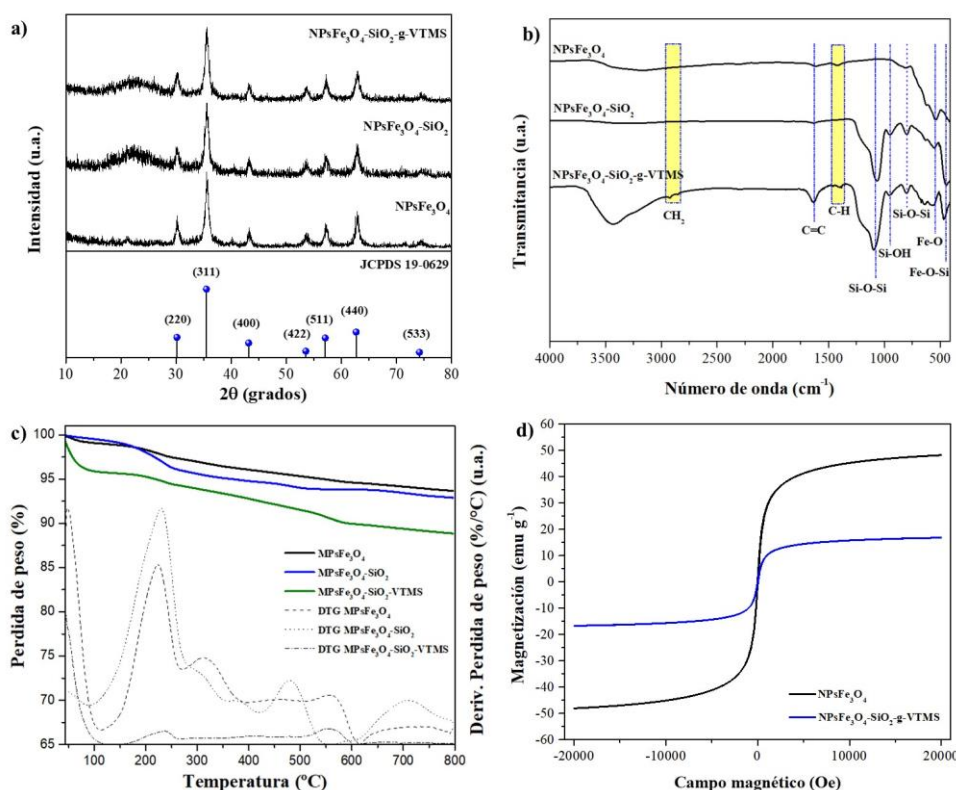 a)
NPsFe₃O₄-SiO₂-g-VTMS
NPsFe₃O₄-SiO₂
NPsFe₃O₄
JCPDS 19-0629
(311)
(220)
(400)
(422)
(511)
(440)
(533)
10 20 30 40 50 60 70 80
2θ (grados)
Intensidad (u.a.)
b)
NPsFe₃O₄
NPsFe₃O₄-SiO₂
NPsFe₃O₄-SiO₂-g-VTMS
CH₂
C=C
C-H
Si-O-Si
Si-OH
Si-O-Si
Fe-O
Fe-O-Si
4000 3500 3000 2500 2000 1500 1000 500
Número de onda (cm⁻¹)
Transmitancia (u.a.)
c)
100
95
90
85
80
75
70
65
MPsFe₃O₄
MPsFe₃O₄-SiO₂
MPsFe₃O₄-SiO₂-VTMS
DTG MPsFe₃O₄
DTG MPsFe₃O₄-SiO₂
DTG MPsFe₃O₄-SiO₂-VTMS
100 200 300 400 500 600 700 800
Temperatura (ºC)
Perdida de peso (%)
Deriv. Perdida de peso (%/°C) (u.a.)
d)
60
50
40
30
20
10
0
-10
-20
-30
-40
-50
-60
NPsFe₃O₄
NPsFe₃O₄-SiO₂-g-VTMS
-20000 -10000 0 10000 20000
Campo magnético (Oe)
Magnetización (emu g⁻¹)